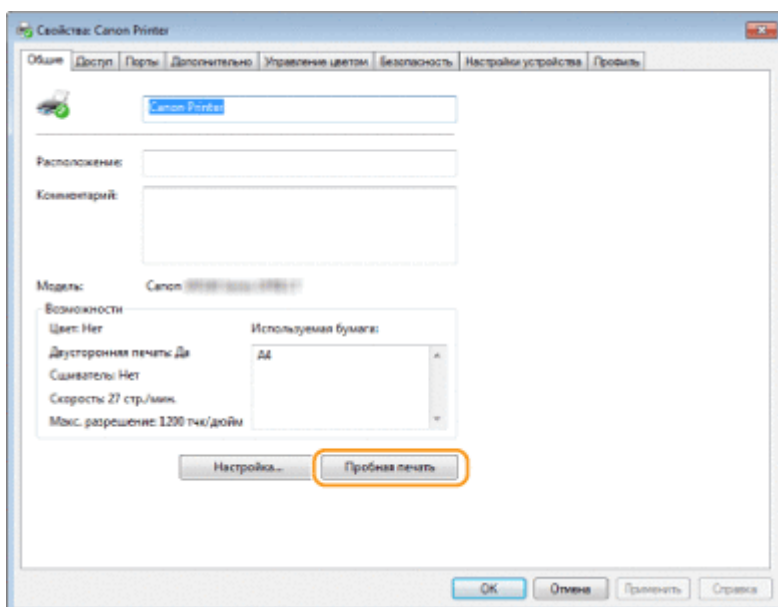 Свойства: Canon Printer
Общие Доступ Порты Дополнительно Управление цветом Безопасность Настройки устройства Профиль
Canon Printer
Расположение:
Комментарий:
Модель: Canon
Возможности
Цвет: Нет Используемая бумага:
Двусторонняя печать: Да A4
Сшиватель: Нет
Скорость: 27 стр./мин.
Макс. разрешение: 1200 тчк/дюйм
Настройка... Пробная печать
OK Отмена Применить Справка